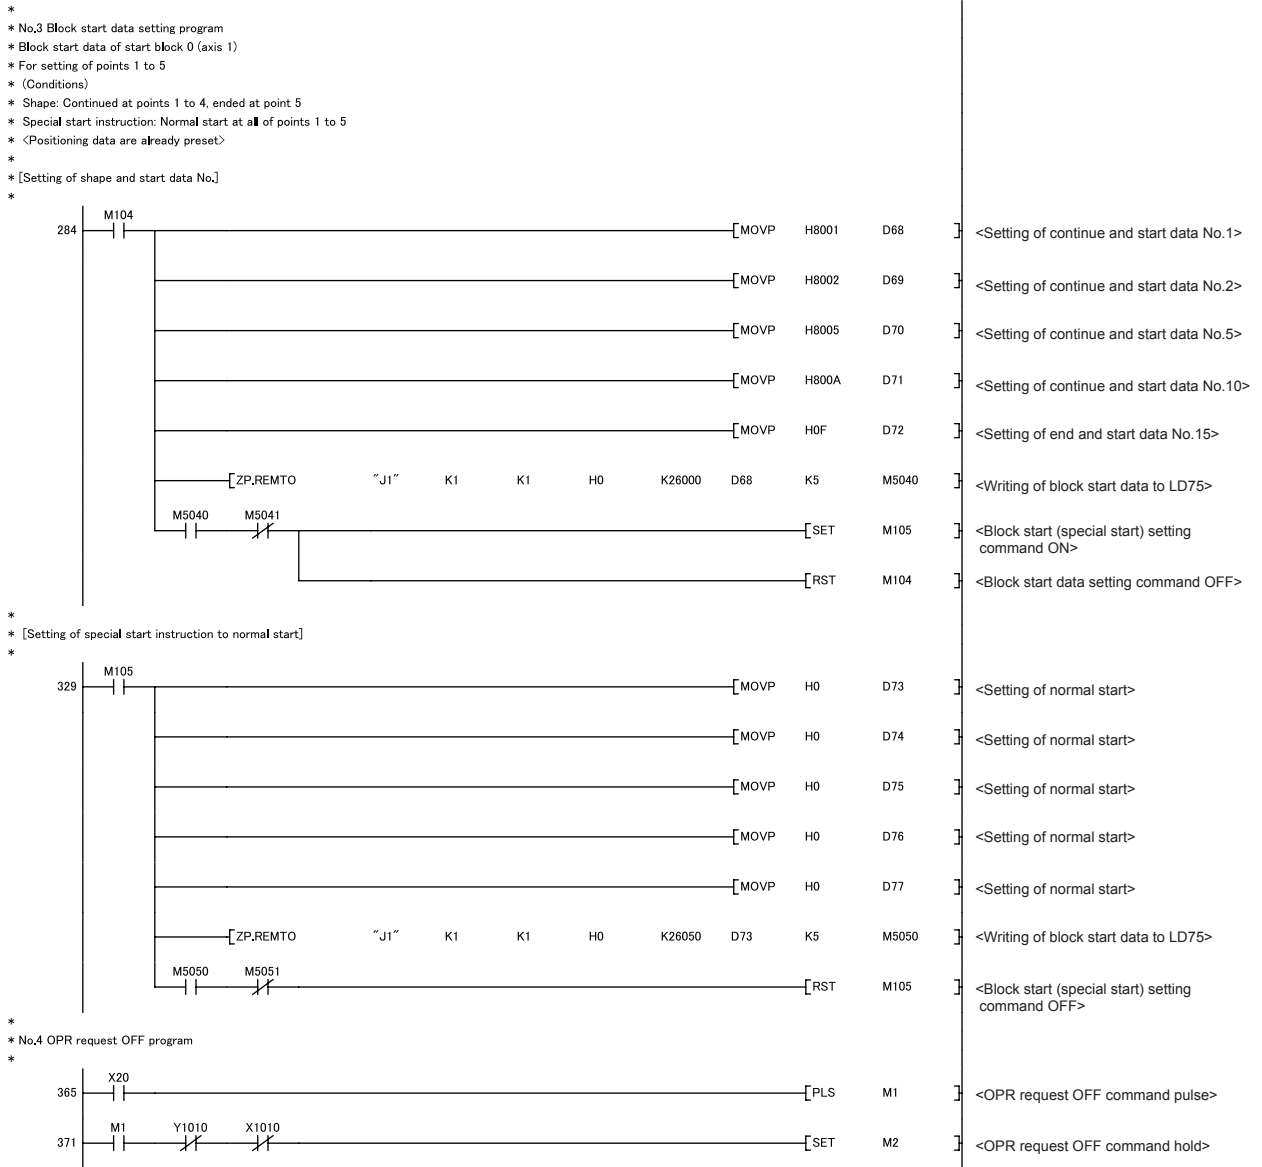 *
* No.3 Block start data setting program
* Block start data of start block 0 (axis 1)
* For setting of points 1 to 5
* (Conditions)
* Shape: Continued at points 1 to 4, ended at point 5
* Special start instruction: Normal start at all of points 1 to 5
* <Positioning data are already preset>
*
* [Setting of shape and start data No.]
*
M104
284 [MOVP H8001 D68 ] <Setting of continue and start data No.1>
[MOVP H8002 D69 ] <Setting of continue and start data No.2>
[MOVP H8005 D70 ] <Setting of continue and start data No.5>
[MOVP H800A D71 ] <Setting of continue and start data No.10>
[MOVP H0F D72 ] <Setting of end and start data No.15>
[ZP.REMTO "J1" K1 K1 H0 K26000 D68 K5 M5040 ] <Writing of block start data to LD75>
M5040 M5041
[SET M105 ] <Block start (special start) setting
command ON>
[RST M104 ] <Block start data setting command OFF>
*
* [Setting of special start instruction to normal start]
*
M105
329 [MOVP H0 D73 ] <Setting of normal start>
[MOVP H0 D74 ] <Setting of normal start>
[MOVP H0 D75 ] <Setting of normal start>
[MOVP H0 D76 ] <Setting of normal start>
[MOVP H0 D77 ] <Setting of normal start>
[ZP.REMTO "J1" K1 K1 H0 K26050 D73 K5 M5050 ] <Writing of block start data to LD75>
M5050 M5051
[RST M105 ] <Block start (special start) setting
command OFF>
*
* No.4 OPR request OFF program
*
X20
365 [PLS M1 ] <OPR request OFF command pulse>
M1 Y1010 X1010
371 [SET M2 ] <OPR request OFF command hold>